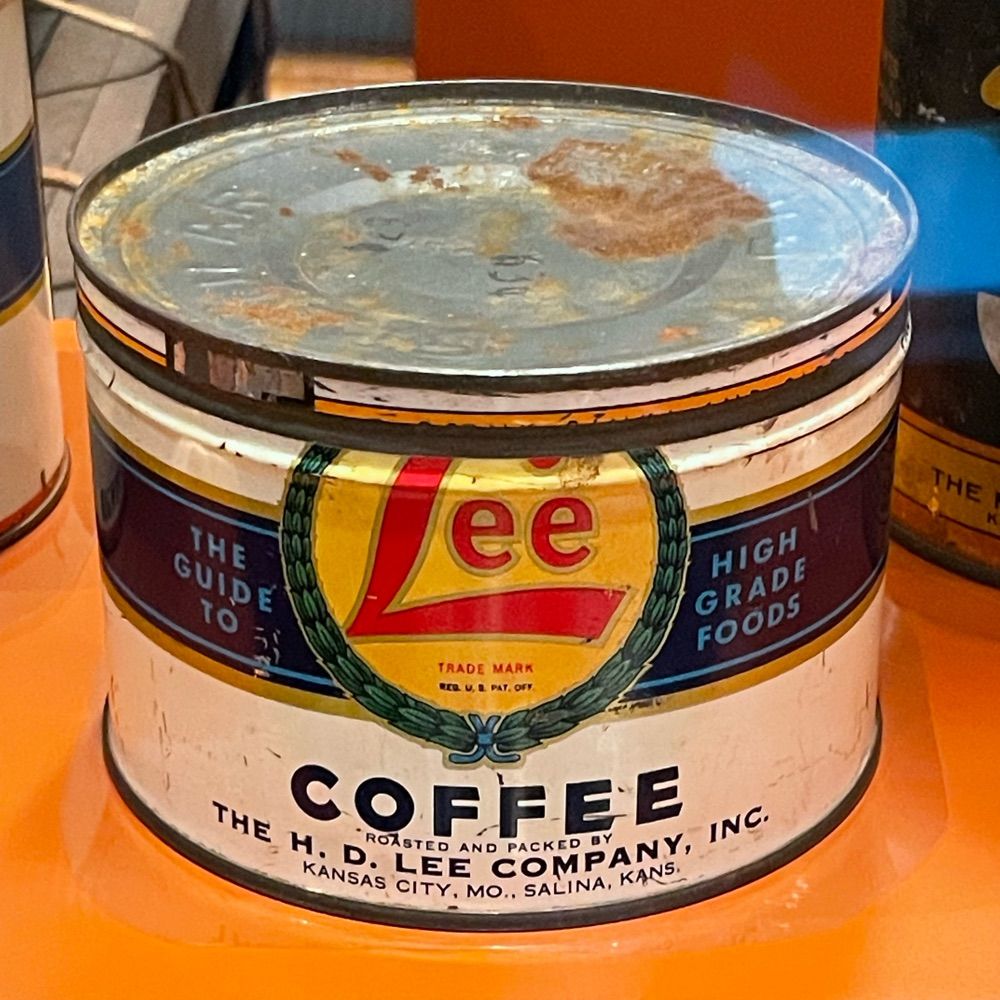 Lee
THE
GUIDE
TO
HIGH
GRADE
FOODS
TRADE MARK
REG. U. S. PAT. OFF.
COFFEE
ROASTED AND PACKED BY
THE H. D. LEE COMPANY, INC.
KANSAS CITY, MO., SALINA, KANS.
THE